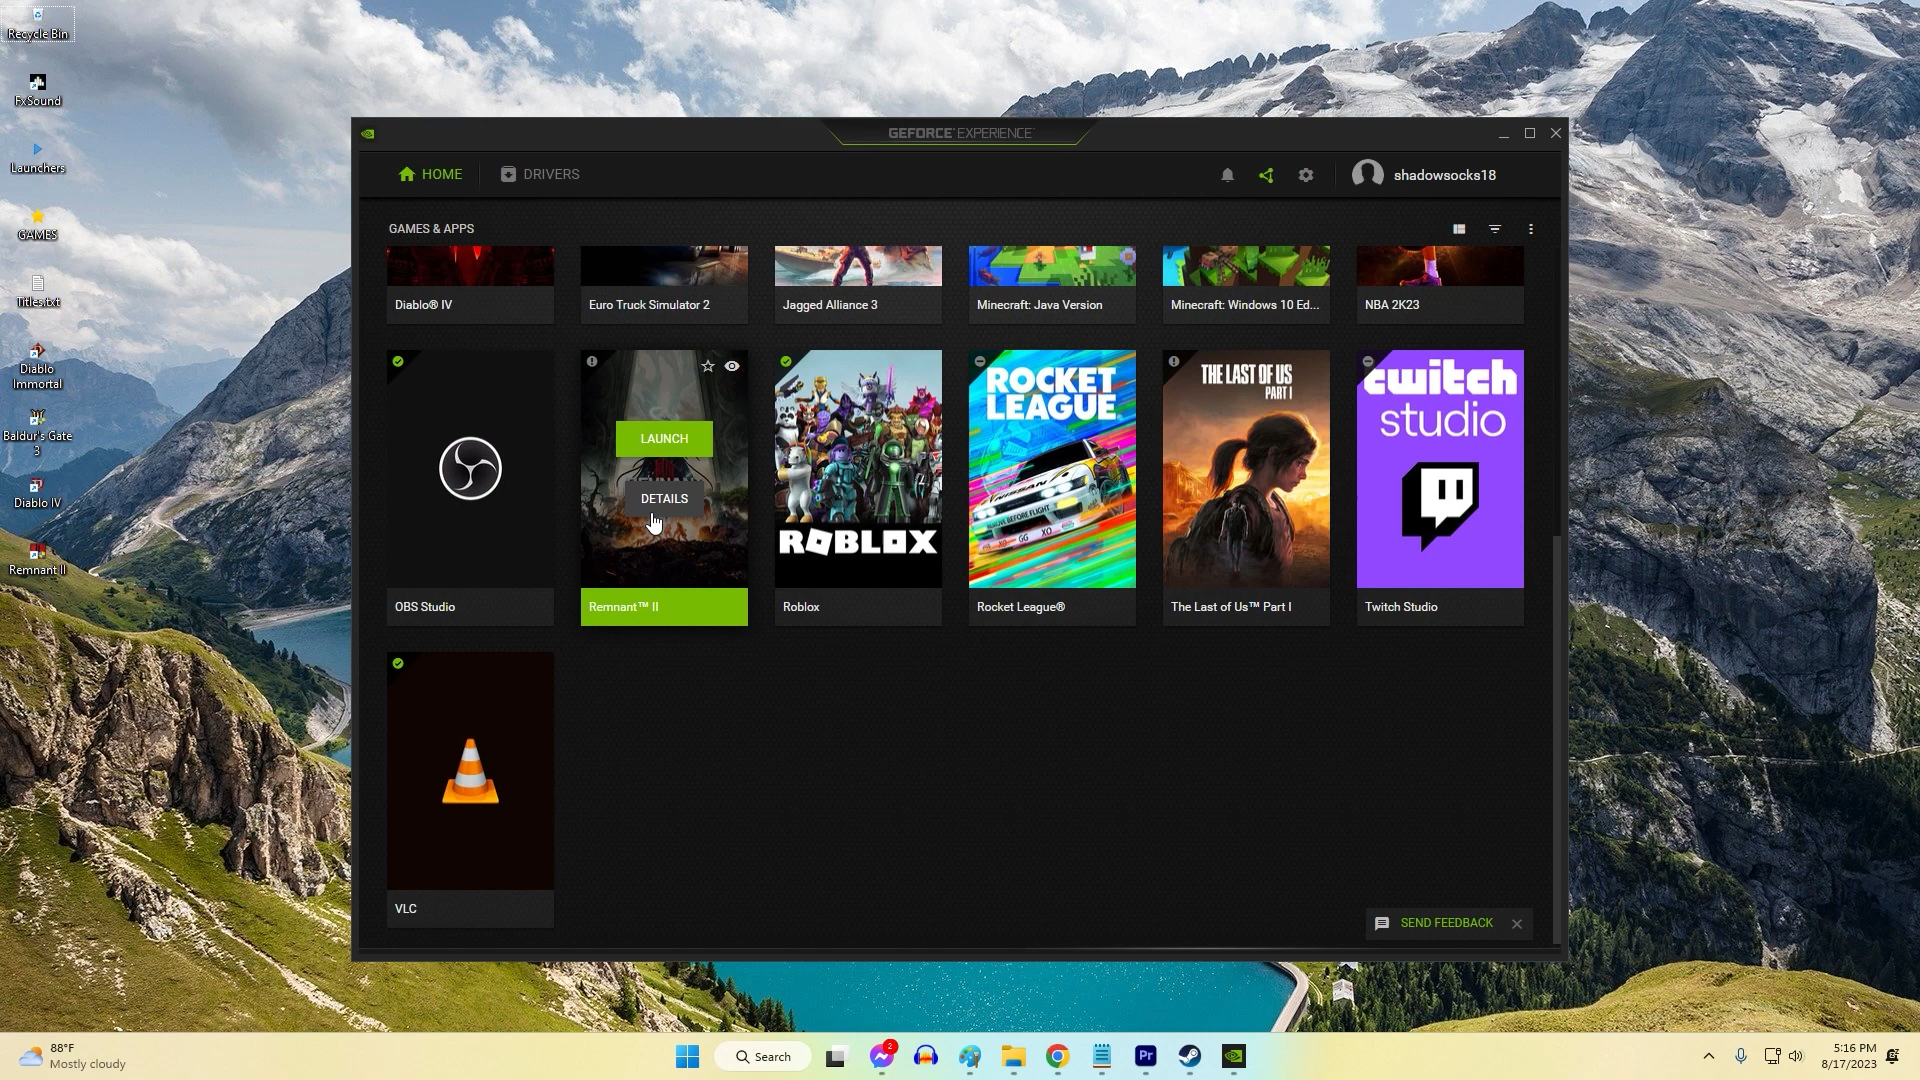 Recycle Bin
FxSound
Launchers
GAMES
Titles.txt
Diablo
Immortal
Baldur's Gate
3
Diablo IV
Remnant II
GEFORCE EXPERIENCE
HOME
DRIVERS
shadowsocks18
GAMES & APPS
Diablo® IV
Euro Truck Simulator 2
Jagged Alliance 3
Minecraft: Java Version
Minecraft: Windows 10 Ed...
NBA 2K23
LAUNCH
DETAILS
ROBLOX
ROCKET
LEAGUE
THE LAST OF US
PART I
twitch
studio
OBS Studio
Remnant™ II
Roblox
Rocket League®
The Last of Us™ Part I
Twitch Studio
VLC
SEND FEEDBACK
88°F
Mostly cloudy
Search
2
Pr
5:16 PM
8/17/2023